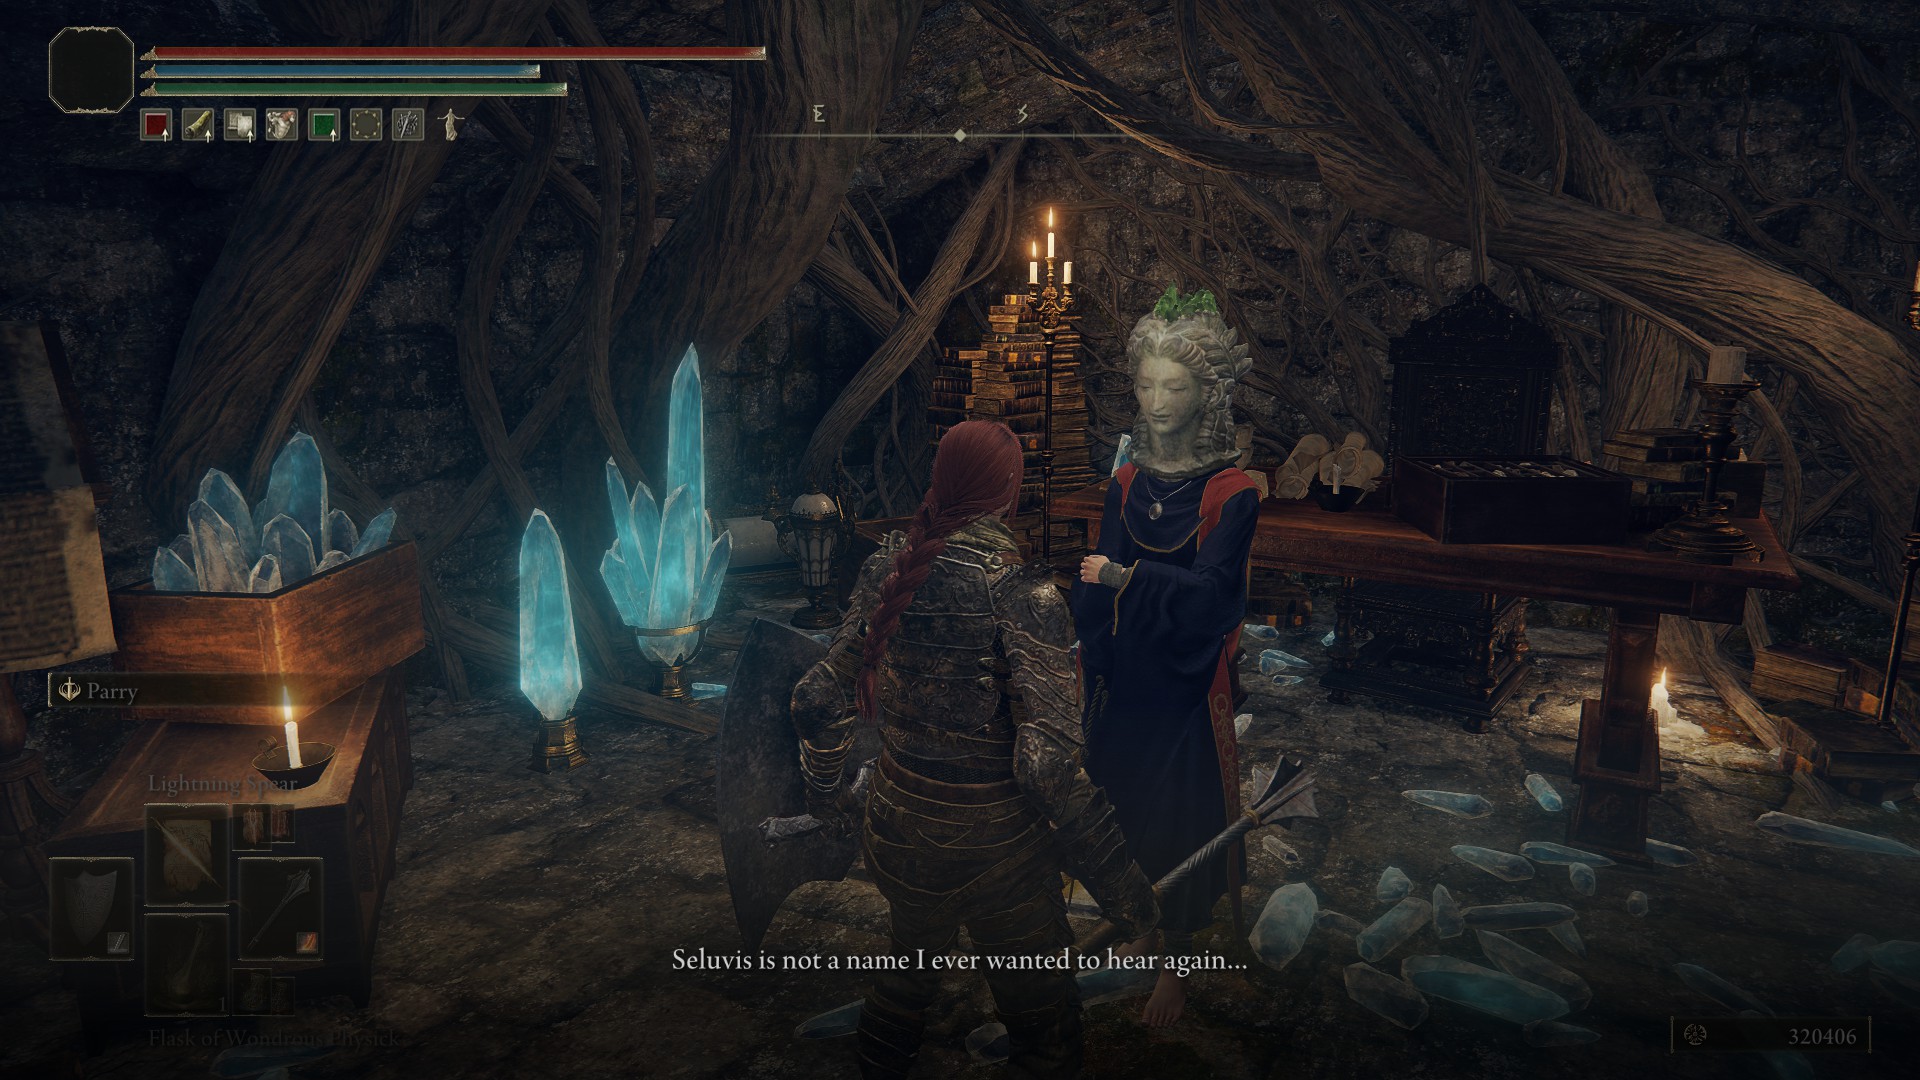 E
S
Parry
Lightning Spear
1
Flask of Wondrous Physick
Seluvis is not a name I ever wanted to hear again...
320406